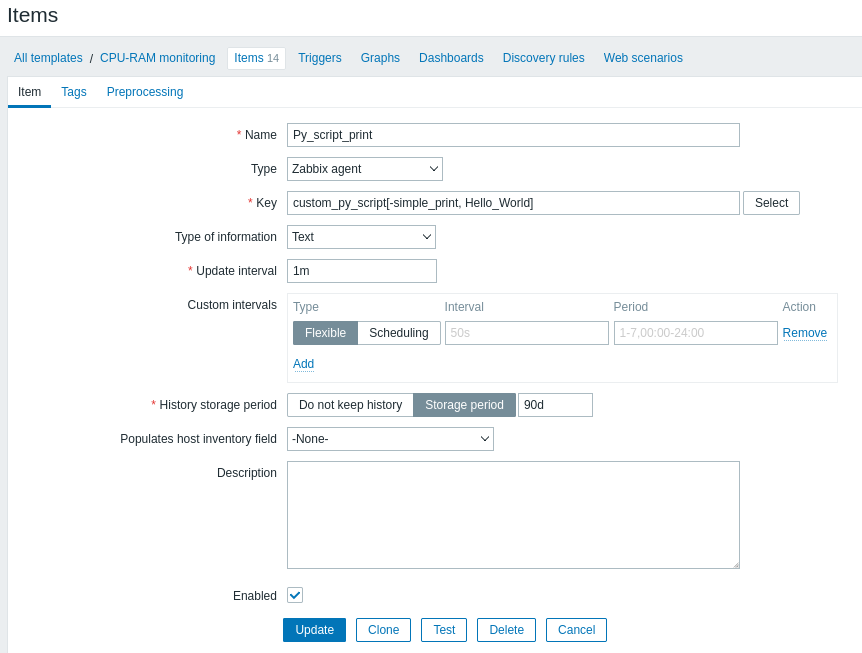 Items
All templates / CPU-RAM monitoring Items 14 Triggers Graphs Dashboards Discovery rules Web scenarios
Item Tags Preprocessing
* Name Py_script_print
Type Zabbix agent
* Key custom_py_script[-simple_print, Hello_World] Select
Type of information Text
* Update interval 1m
Custom intervals Type Interval Period Action
Flexible Scheduling 50s 1-7,00:00-24:00 Remove
Add
* History storage period Do not keep history Storage period 90d
Populates host inventory field -None-
Description
Enabled
Update Clone Test Delete Cancel